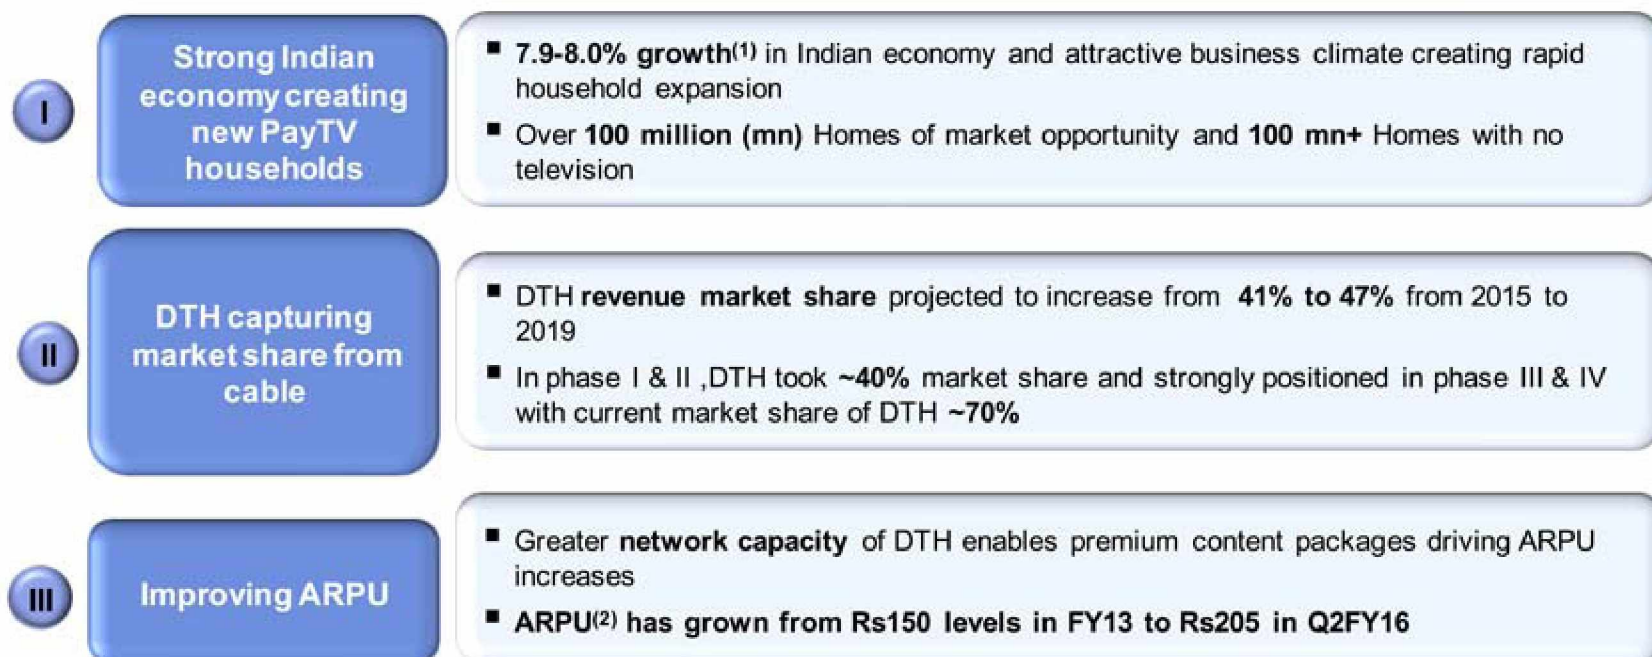 I
Strong Indian
economy creating
new PayTV
households
▪ 7.9-8.0% growth(1) in Indian economy and attractive business climate creating rapid
household expansion
▪ Over 100 million (mn) Homes of market opportunity and 100 mn+ Homes with no
television
II
DTH capturing
market share from
cable
▪ DTH revenue market share projected to increase from 41% to 47% from 2015 to
2019
▪ In phase I & II ,DTH took ~40% market share and strongly positioned in phase III & IV
with current market share of DTH ~70%
III
Improving ARPU
▪ Greater network capacity of DTH enables premium content packages driving ARPU
increases
▪ ARPU(2) has grown from Rs150 levels in FY13 to Rs205 in Q2FY16